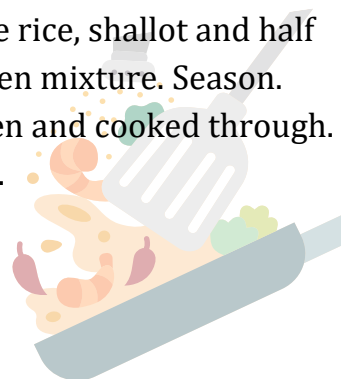 e rice, shallot and half
en mixture. Season.
en and cooked through.
.